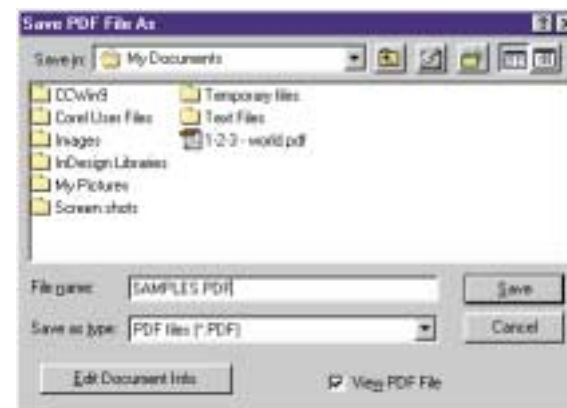 Save PDF File As
Save in: My Documents
CCWin9 Temporary files
Corel User Files Text Files
Images 1-2-3 - world.pdf
InDesign Libraries
My Pictures
Screen shots
File name: SAMPLES.PDF Save
Save as type: PDF files (*.PDF) Cancel
Edit Document Info View PDF File